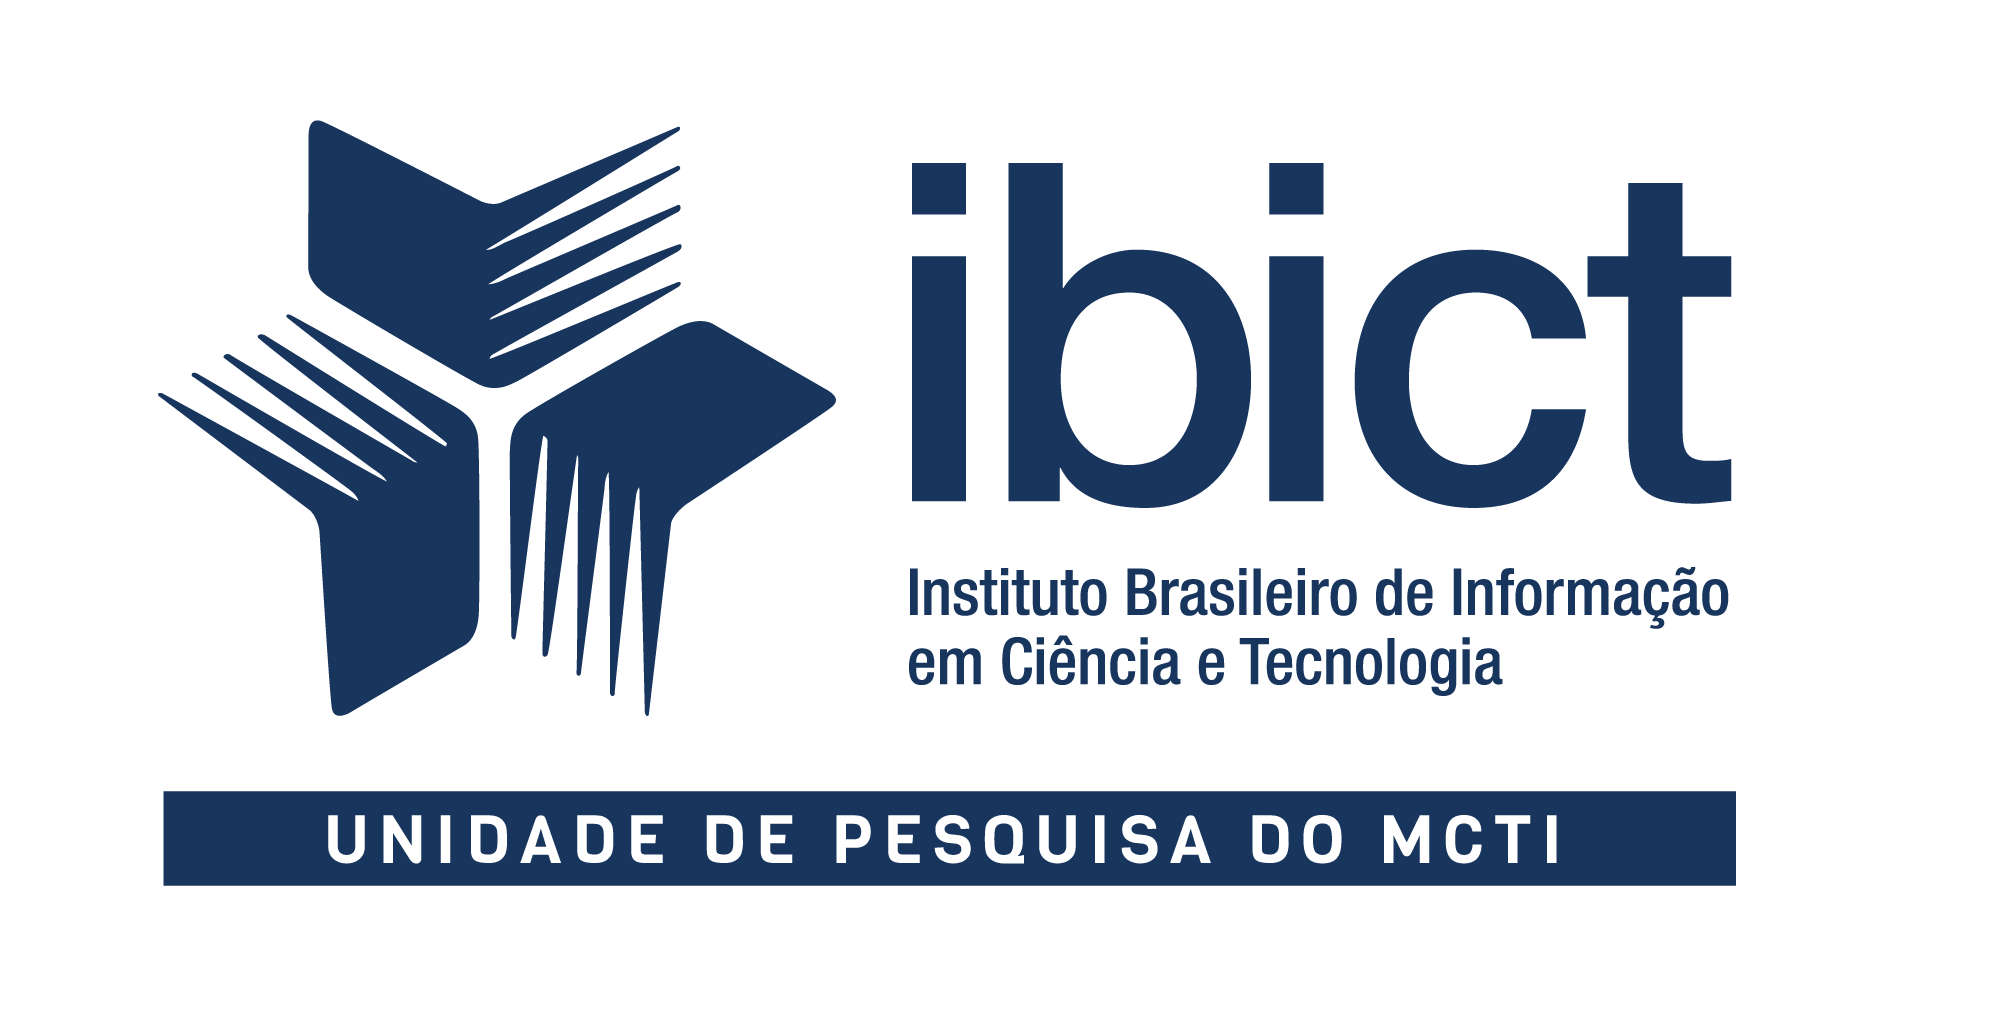 ibict
Instituto Brasileiro de Informação
em Ciência e Tecnologia
UNIDADE DE PESQUISA DO MCTI